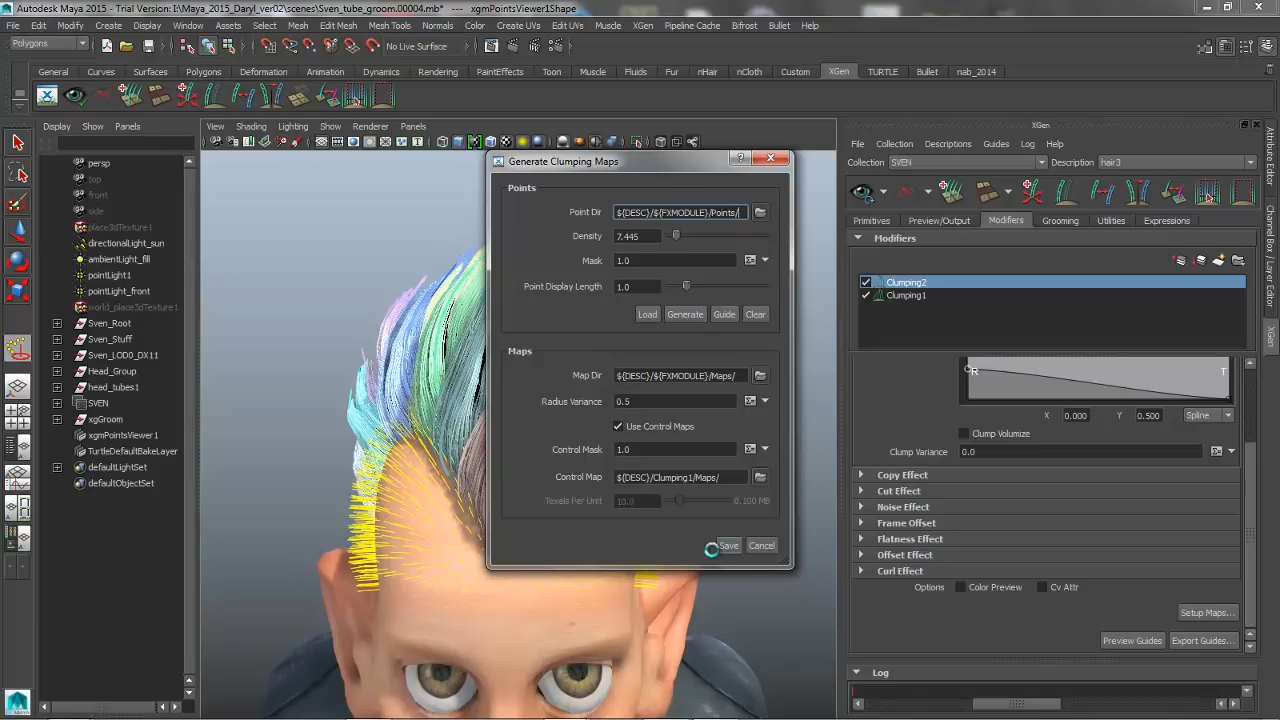 Autodesk Maya 2015 - Trial Version: I:\Maya_2015_Daryl_ver02\scenes\Sven_tube_groom.00004.mb* --- xgmPointsViewer1Shape
File Edit Modify Create Display Window Assets Select Mesh Edit Mesh Mesh Tools Normals Color Create UVs Edit UVs Muscle XGen Pipeline Cache Bifrost Bullet Help
Polygons No Live Surface
General Curves Surfaces Polygons Deformation Animation Dynamics Rendering PaintEffects Toon Muscle Fluids Fur nHair nCloth Custom XGen TURTLE Bullet nab_2014
Display Show Panels
View Shading Lighting Show Renderer Panels
persp
top
front
side
place3dTexture1
directionalLight_sun
ambientLight_fill
pointLight1
pointLight_front
world_place3dTexture1
Sven_Root
Sven_Stuff
Sven_LOD0_DX11
Head_Group
head_tubes1
SVEN
xgGroom
xgmPointsViewer1
TurtleDefaultBakeLayer
defaultLightSet
defaultObjectSet
Generate Clumping Maps
Points
Point Dir ${DESC}/${FXMODULE}/Points/
Density 7.445
Mask 1.0
Point Display Length 1.0
Load Generate Guide Clear
Maps
Map Dir ${DESC}/${FXMODULE}/Maps/
Radius Variance 0.5
Use Control Maps
Control Mask 1.0
Control Map ${DESC}/Clumping1/Maps/
Texels Per Unit 10.0 0.100 MB
Save Cancel
XGen
File Collection Descriptions Guides Log Help
Collection SVEN Description hair3
Primitives Preview/Output Modifiers Grooming Utilities Expressions
Modifiers
Clumping2
Clumping1
R T
X 0.000 Y 0.500 Spline
Clump Volumize
Clump Variance 0.0
Copy Effect
Cut Effect
Noise Effect
Frame Offset
Flatness Effect
Offset Effect
Curl Effect
Options Color Preview Cv Attr
Setup Maps...
Preview Guides Export Guides...
Log
Attribute Editor
Channel Box / Layer Editor
XGen